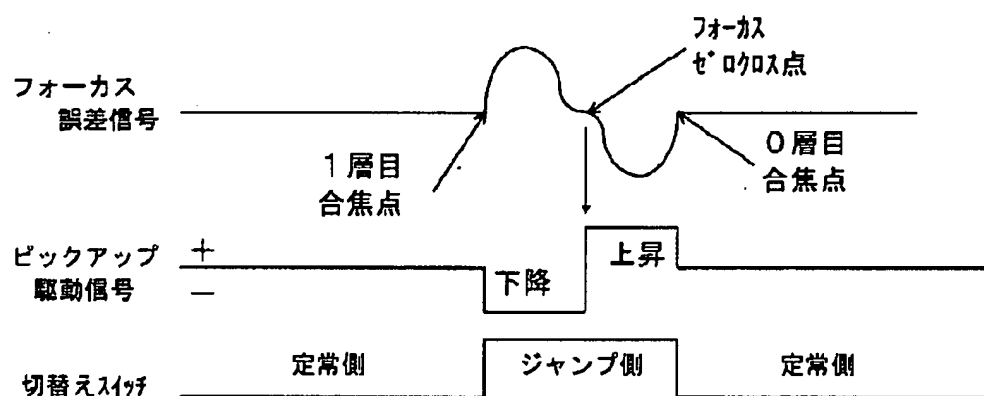 フォーカス
ｾﾞﾛｸﾛｽ点
フォーカス
誤差信号
1層目
合焦点
0層目
合焦点
ピックアップ
駆動信号
+
−
下降
上昇
定常側
ジャンプ側
定常側
切替えｽｲｯﾁ